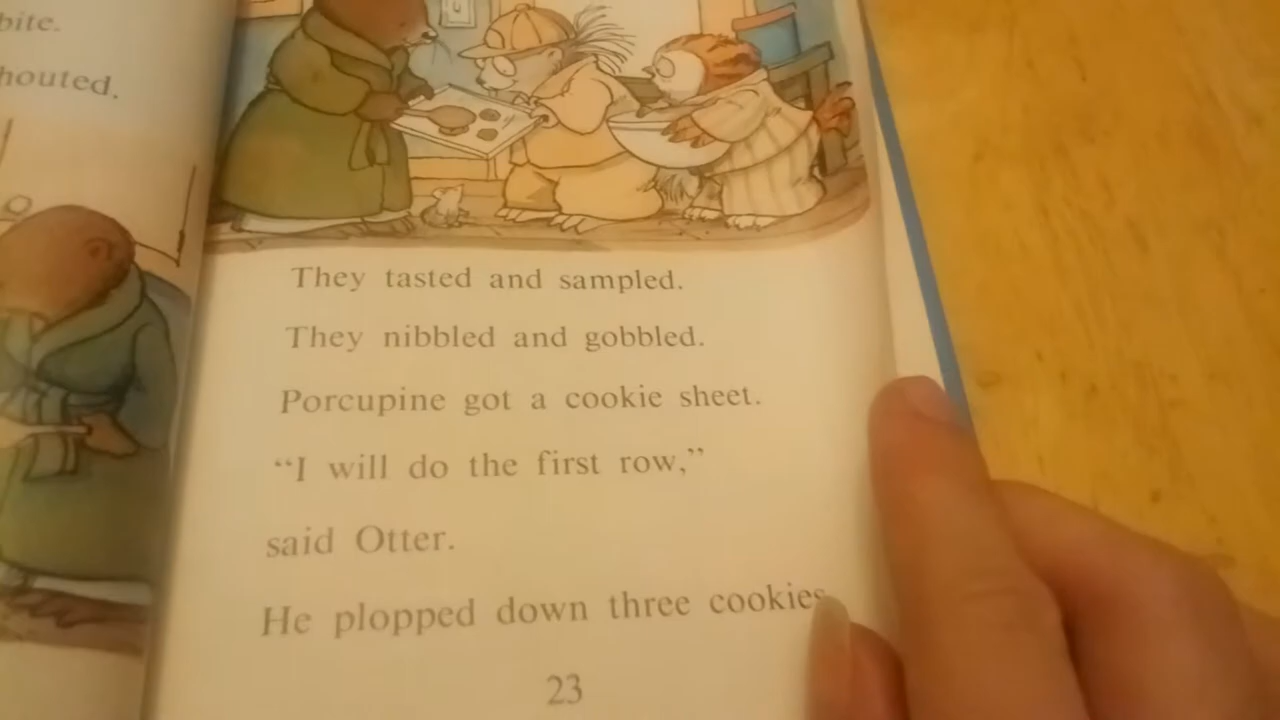 bite.
houted.
They tasted and sampled.
They nibbled and gobbled.
Porcupine got a cookie sheet.
“I will do the first row,”
said Otter.
He plopped down three cookies
23